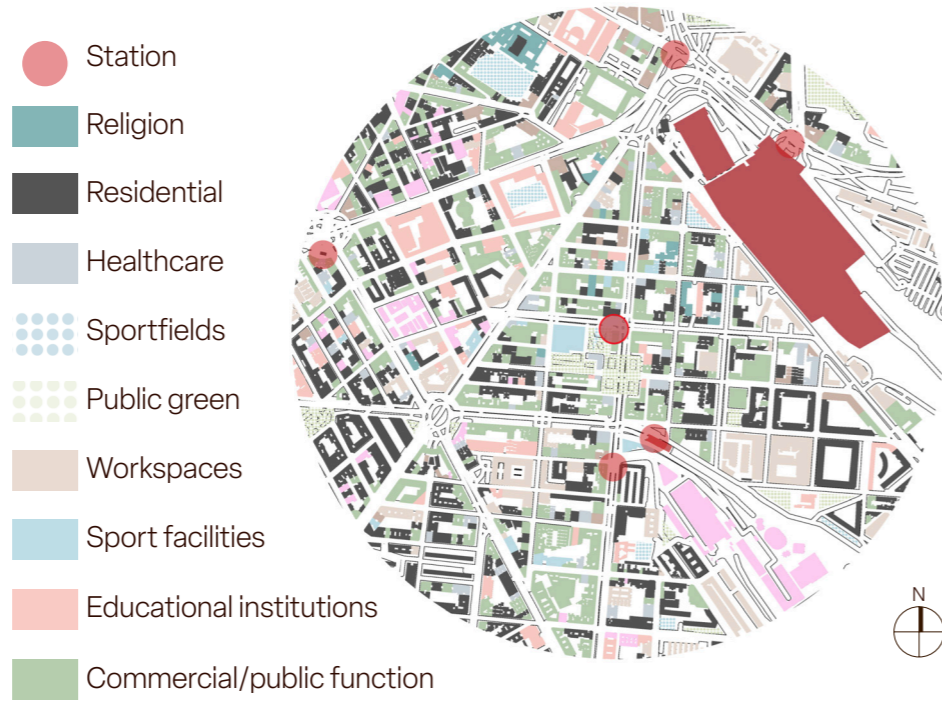 Station
Religion
Residential
Healthcare
Sportfields
Public green
Workspaces
Sport facilities
Educational institutions
Commercial/public function
N